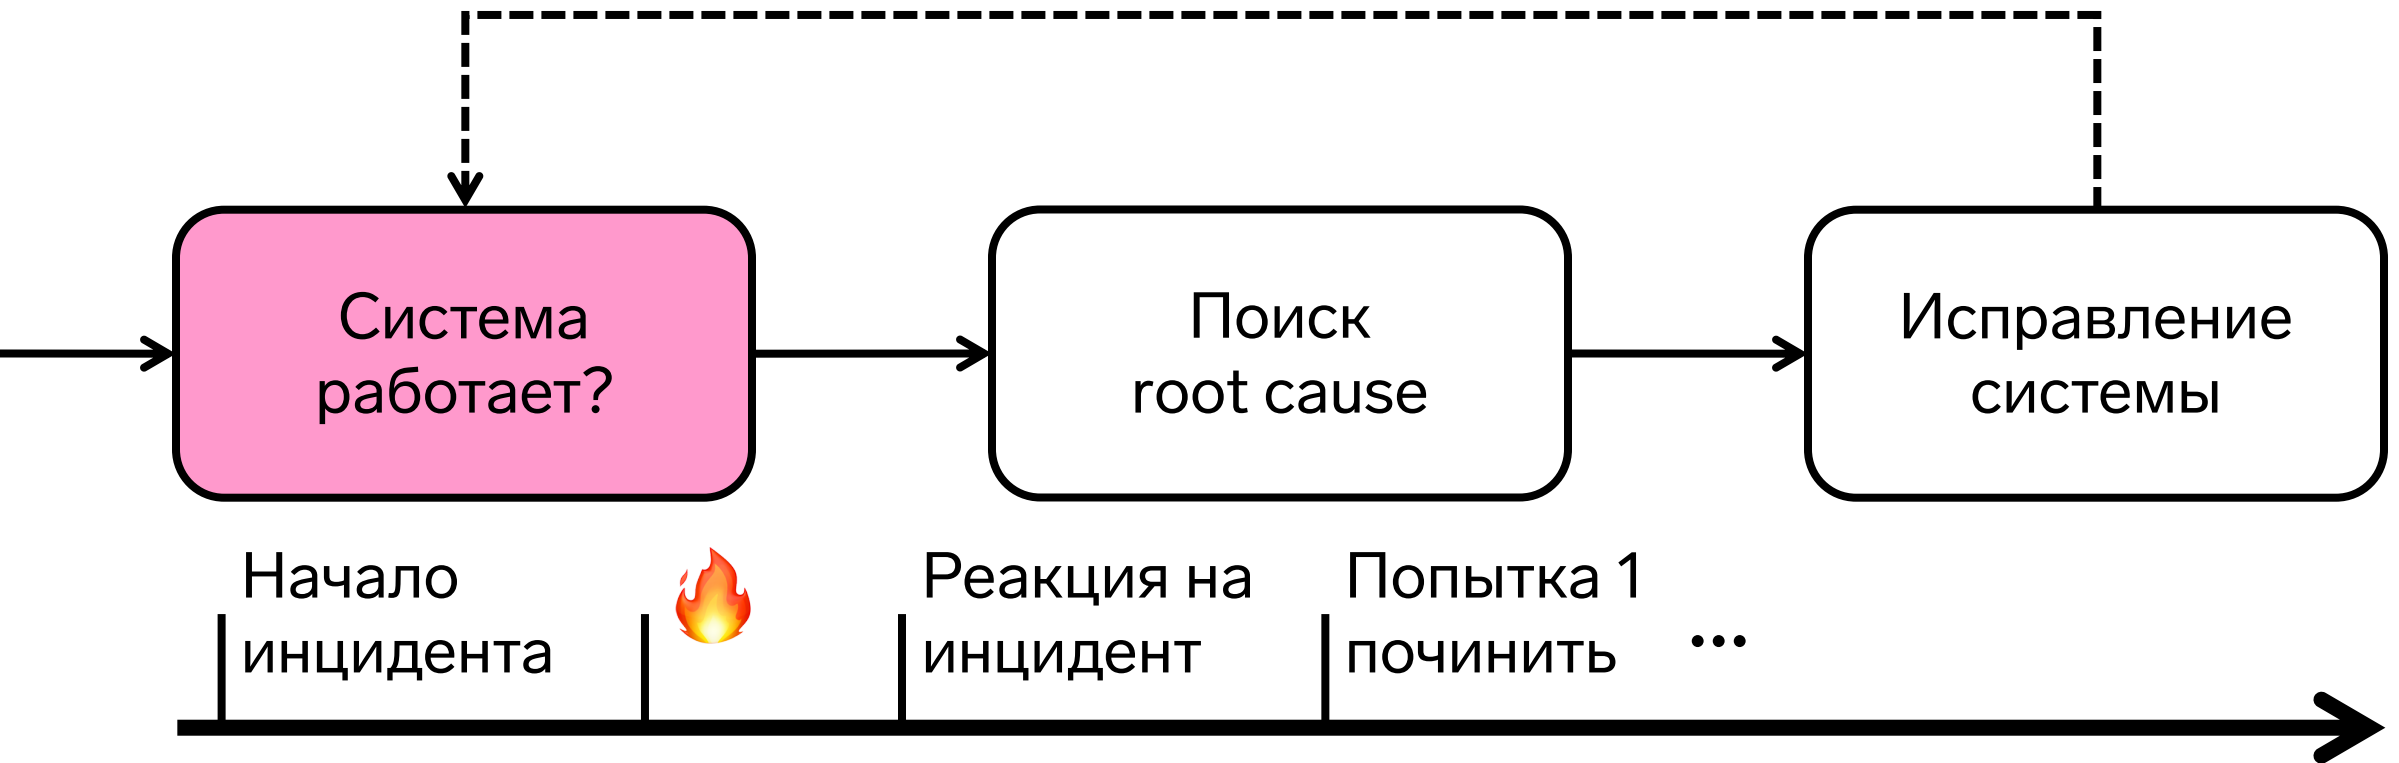 Система
работает?
Поиск
root cause
Исправление
системы
Начало
инцидента
Реакция на
инцидент
Попытка 1
починить
...